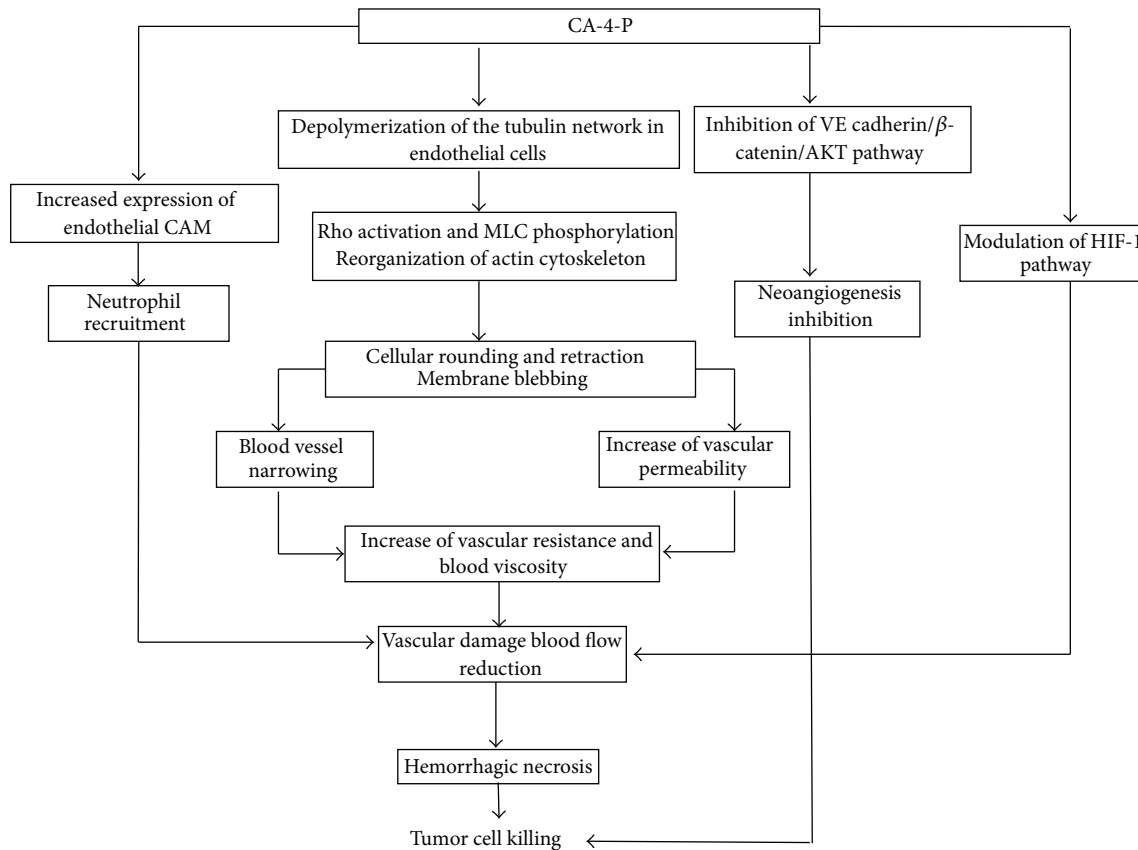 CA-4-P
Depolymerization of the tubulin network in
endothelial cells
Inhibition of VE cadherin/β-
catenin/AKT pathway
Increased expression of
endothelial CAM
Rho activation and MLC phosphorylation
Reorganization of actin cytoskeleton
Modulation of HIF-1
pathway
Neutrophil
recruitment
Neoangiogenesis
inhibition
Cellular rounding and retraction
Membrane blebbing
Blood vessel
narrowing
Increase of vascular
permeability
Increase of vascular resistance and
blood viscosity
Vascular damage blood flow
reduction
Hemorrhagic necrosis
Tumor cell killing